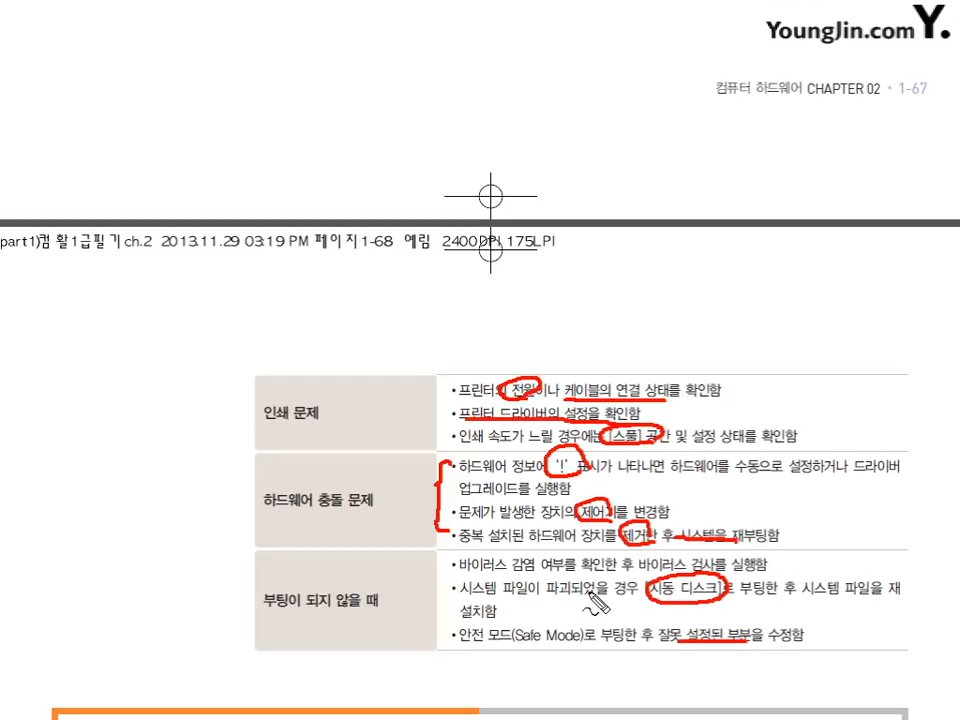 YoungJin.com Y.
컴퓨터 하드웨어 CHAPTER 02 • 1-67
part1)컴활1급필기ch.2 2013.11.29 03:19 PM 페이지1-68 예림 2400DPI 175LPI
인쇄 문제
• 프린터의 전원이나 케이블의 연결 상태를 확인함
• 프린터 드라이버의 설정을 확인함
• 인쇄 속도가 느릴 경우에는 [스풀] 공간 및 설정 상태를 확인함
하드웨어 충돌 문제
• 하드웨어 정보에 '!' 표시가 나타나면 하드웨어를 수동으로 설정하거나 드라이버
업그레이드를 실행함
• 문제가 발생한 장치의 제어기를 변경함
• 중복 설치된 하드웨어 장치를 제거한 후 시스템을 재부팅함
부팅이 되지 않을 때
• 바이러스 감염 여부를 확인한 후 바이러스 검사를 실행함
• 시스템 파일이 파괴되었을 경우 [시동 디스크]로 부팅한 후 시스템 파일을 재
설치함
• 안전 모드(Safe Mode)로 부팅한 후 잘못 설정된 부분을 수정함